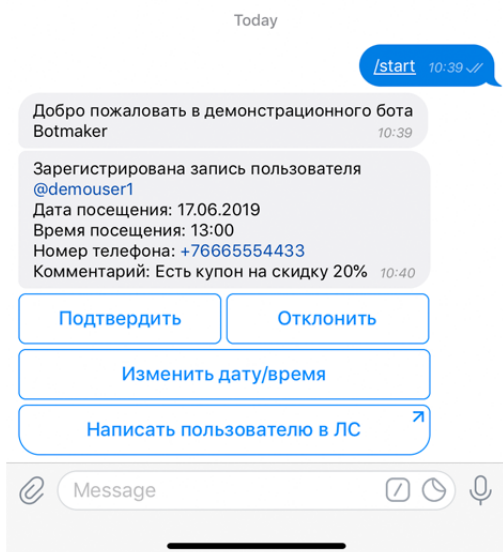 Today
/start 10:39
Добро пожаловать в демонстрационного бота
Botmaker 10:39
Зарегистрирована запись пользователя
@demouser1
Дата посещения: 17.06.2019
Время посещения: 13:00
Номер телефона: +76665554433
Комментарий: Есть купон на скидку 20% 10:40
Подтвердить Отклонить
Изменить дату/время
Написать пользователю в ЛС
Message